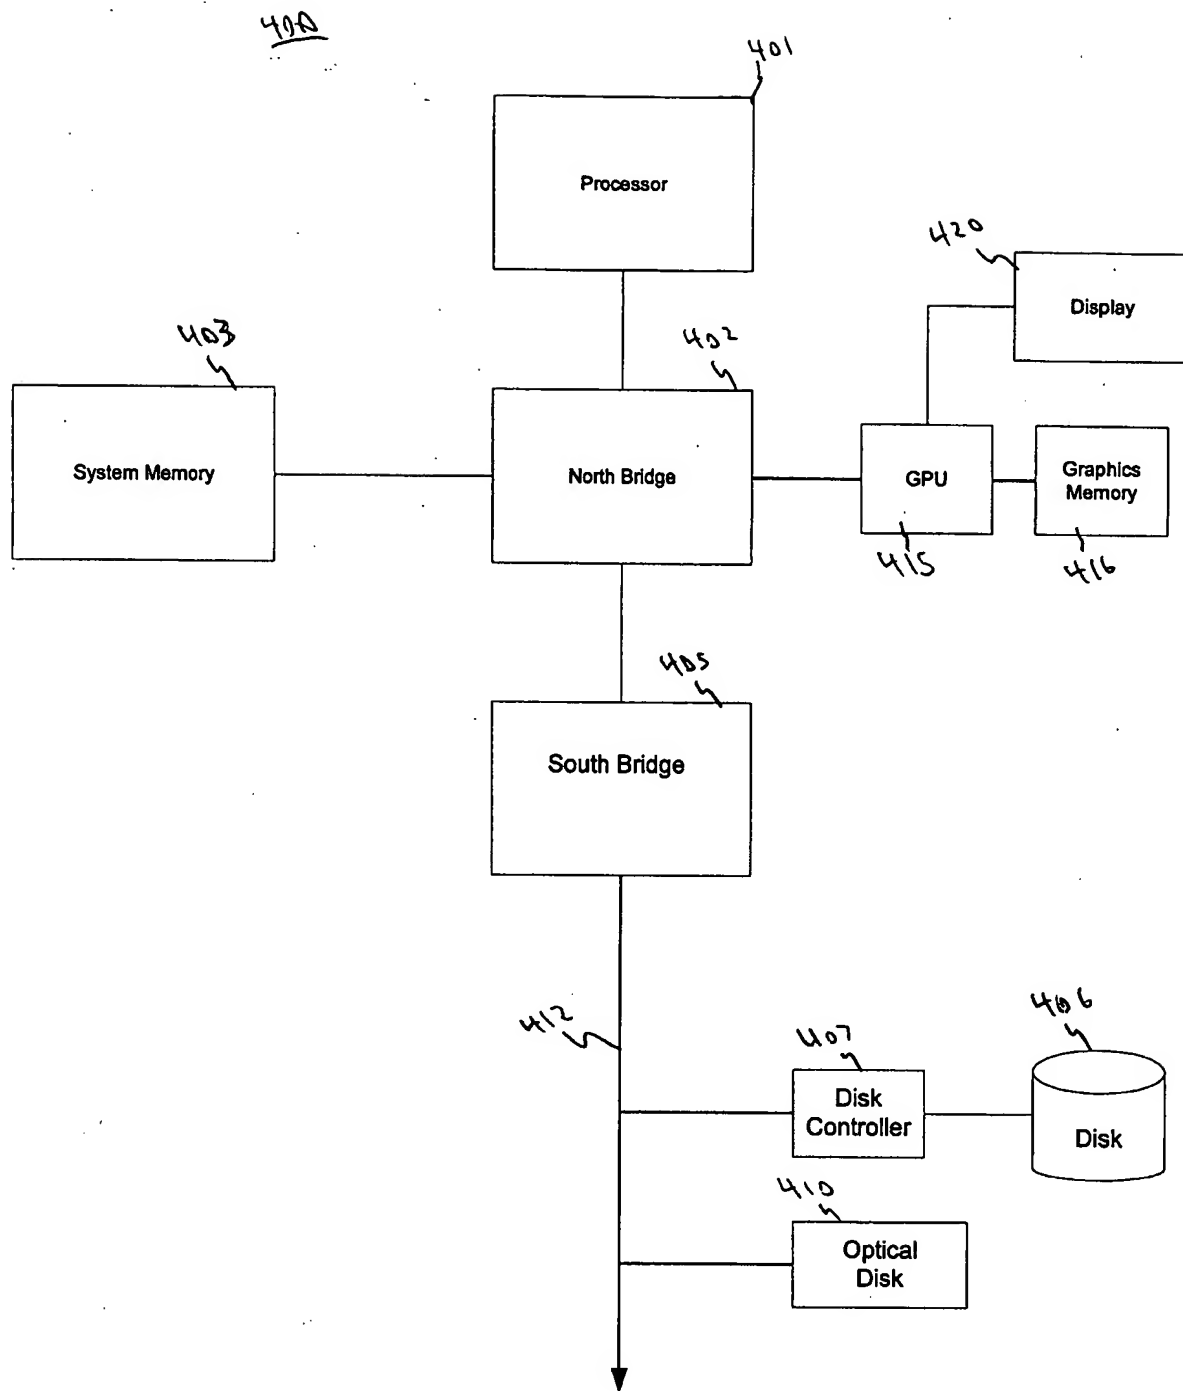 400
401
Processor
420
Display
403
402
System Memory
North Bridge
GPU
Graphics
Memory
415
416
405
South Bridge
412
407
406
Disk
Controller
Disk
410
Optical
Disk